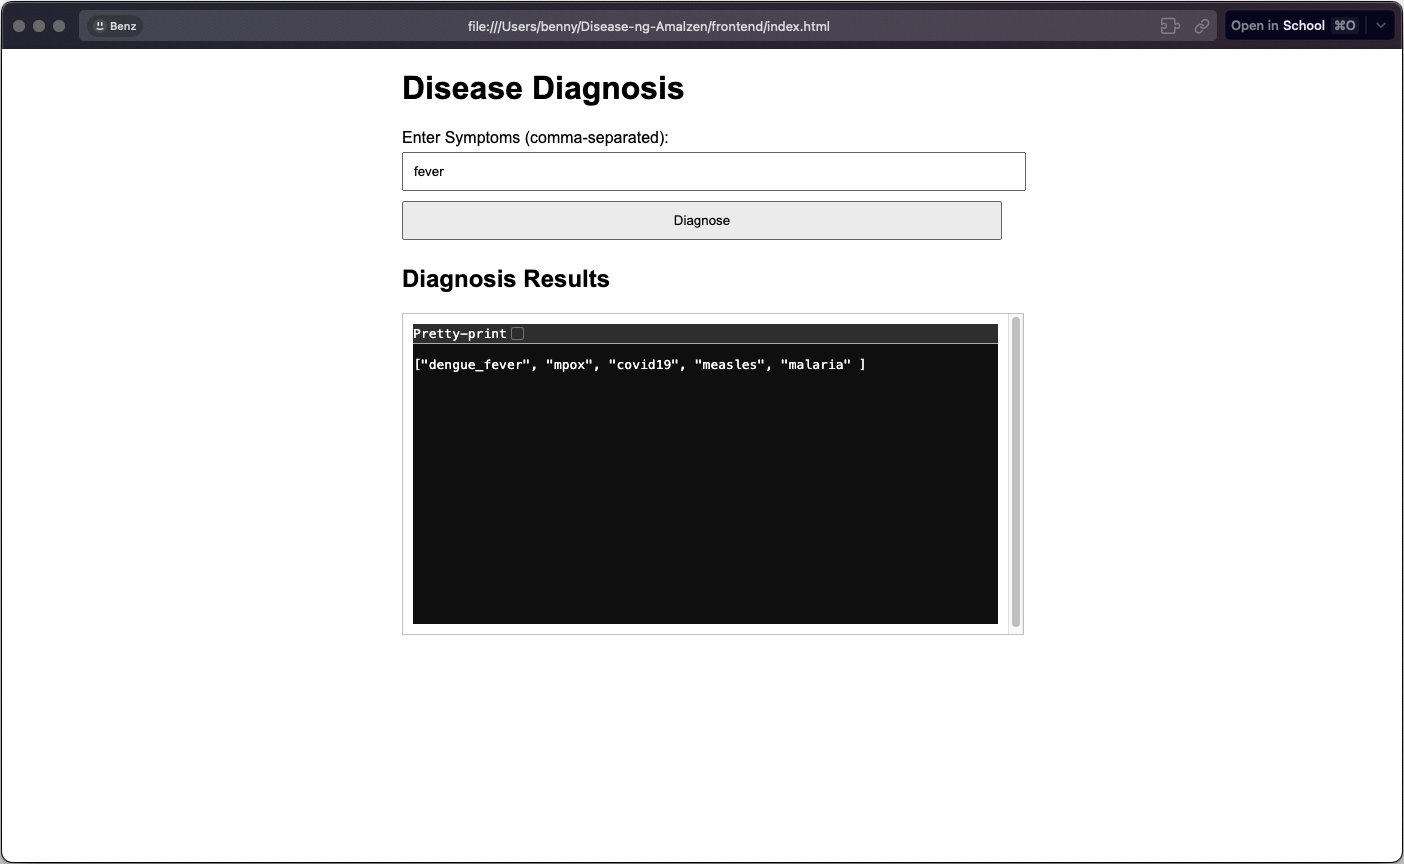 Benz
file:///Users/benny/Disease-ng-Amalzen/frontend/index.html
Open in School ⌘O
Disease Diagnosis
Enter Symptoms (comma-separated):
fever
Diagnose
Diagnosis Results
Pretty-print
["dengue_fever", "mpox", "covid19", "measles", "malaria" ]